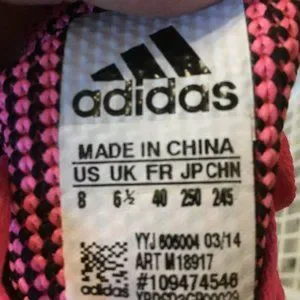 adidas
MADE IN CHINA
US UK FR JP CHN
8 6½ 40 250 245
YYJ 606004 03/14
ART M18917
#109474546
adidas